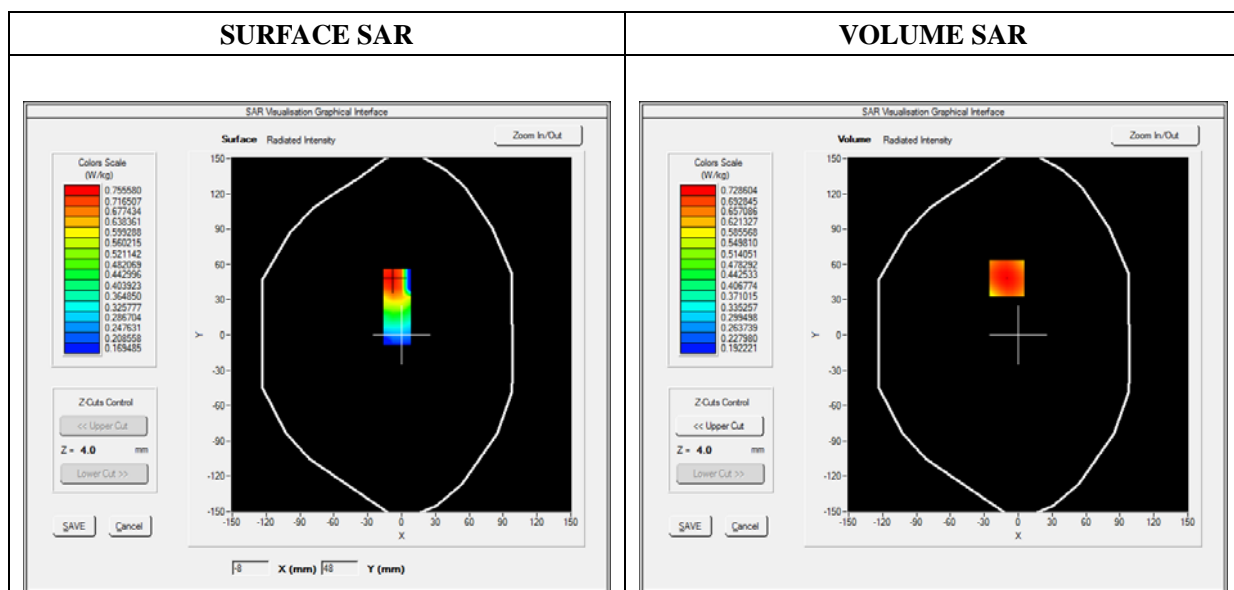 SURFACE SAR
VOLUME SAR
SAR Visualisation Graphical Interface
Surface Radiated Intensity
Zoom In/Out
Colors Scale
(W/kg)
0.755580
0.716507
0.677434
0.638361
0.599288
0.560215
0.521142
0.482069
0.442996
0.403923
0.364850
0.325777
0.286704
0.247631
0.208558
0.169485
150
120
90
60
30
0
-30
-60
-90
-120
-150
Y
-150 -120 -90 -60 -30 0 30 60 90 120 150
X
Z-Cuts Control
<< Upper Cut
Z = 4.0 mm
Lower Cut >>
SAVE Cancel
-8 X (mm) 48 Y (mm)
SAR Visualisation Graphical Interface
Volume Radiated Intensity
Zoom In/Out
Colors Scale
(W/kg)
0.728604
0.692845
0.657086
0.621327
0.585568
0.549810
0.514051
0.478292
0.442533
0.406774
0.371015
0.335257
0.299498
0.263739
0.227980
0.192221
150
120
90
60
30
0
-30
-60
-90
-120
-150
Y
-150 -120 -90 -60 -30 0 30 60 90 120 150
X
Z-Cuts Control
<< Upper Cut
Z = 4.0 mm
Lower Cut >>
SAVE Cancel